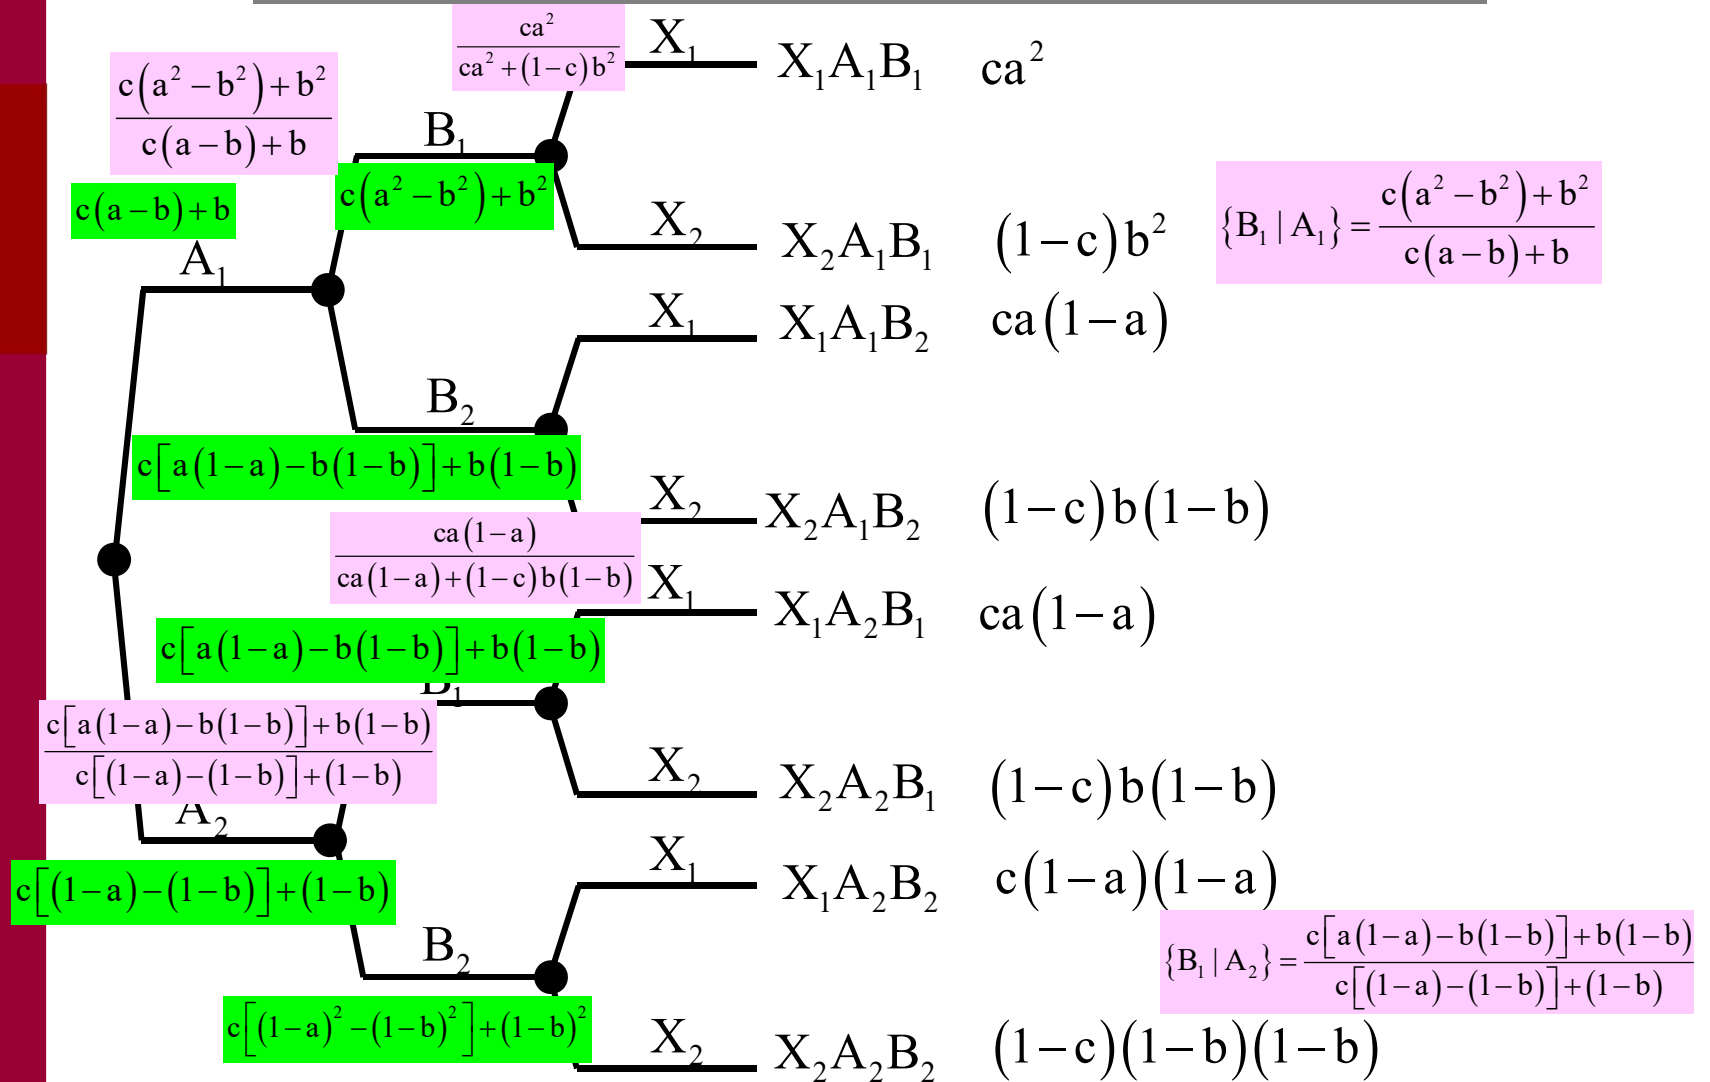 ca² / (ca² + (1−c)b²)
X₁
X₁A₁B₁ ca²
(c(a² − b²) + b²) / (c(a − b) + b)
B₁
c(a² − b²) + b²
c(a − b) + b
X₂
X₂A₁B₁ (1−c)b²
{B₁ | A₁} = (c(a² − b²) + b²) / (c(a − b) + b)
A₁
X₁
X₁A₁B₂ ca(1−a)
B₂
c[a(1−a) − b(1−b)] + b(1−b)
X₂
X₂A₁B₂ (1−c)b(1−b)
ca(1−a) / (ca(1−a) + (1−c)b(1−b))
X₁
X₁A₂B₁ ca(1−a)
c[a(1−a) − b(1−b)] + b(1−b)
B₁
(c[a(1−a) − b(1−b)] + b(1−b)) / (c[(1−a) − (1−b)] + (1−b))
X₂
X₂A₂B₁ (1−c)b(1−b)
A₂
X₁
X₁A₂B₂ c(1−a)(1−a)
c[(1−a) − (1−b)] + (1−b)
B₂
{B₁ | A₂} = (c[a(1−a) − b(1−b)] + b(1−b)) / (c[(1−a) − (1−b)] + (1−b))
c[(1−a)² − (1−b)²] + (1−b)²
X₂
X₂A₂B₂ (1−c)(1−b)(1−b)